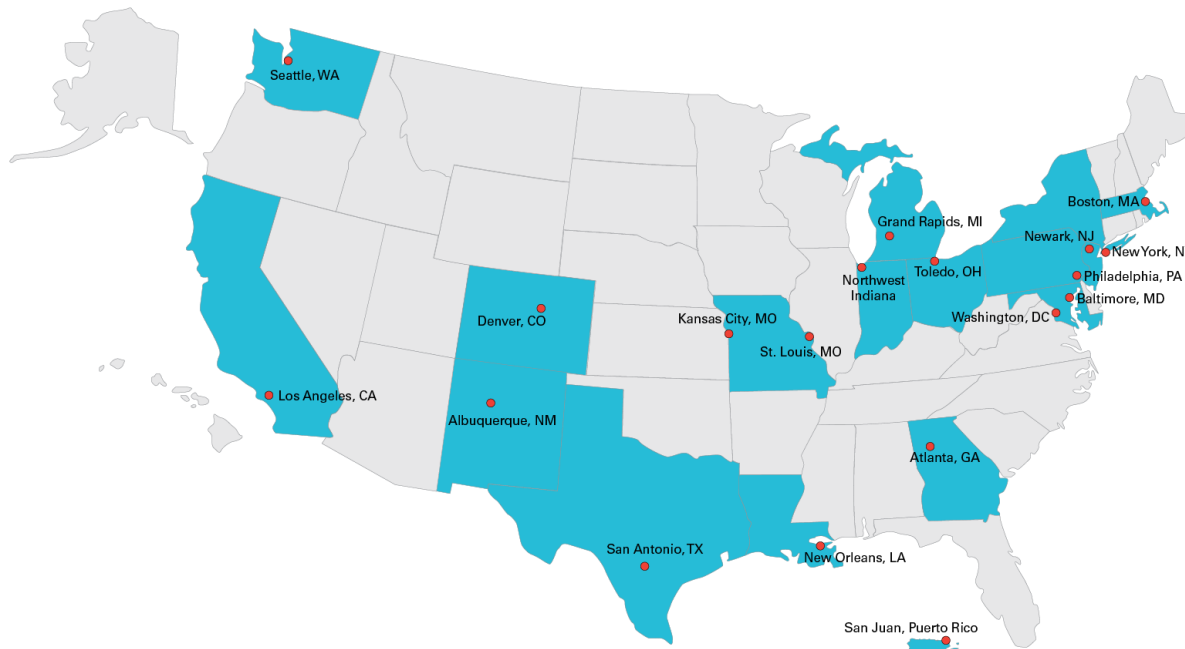 Seattle, WA
Boston, MA
Grand Rapids, MI
Newark, NJ
New York, N
Northwest
Indiana
Toledo, OH
Philadelphia, PA
Baltimore, MD
Washington, DC
Denver, CO
Kansas City, MO
St. Louis, MO
Los Angeles, CA
Albuquerque, NM
Atlanta, GA
San Antonio, TX
New Orleans, LA
San Juan, Puerto Rico